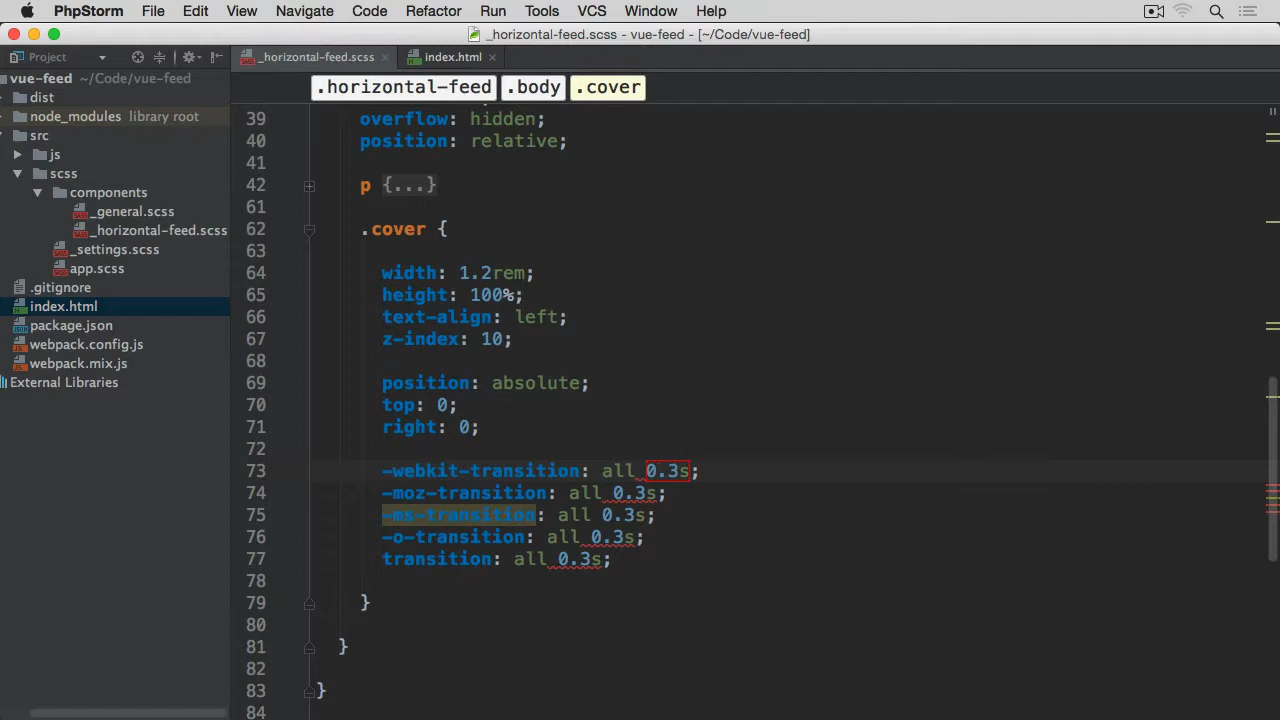 PhpStorm File Edit View Navigate Code Refactor Run Tools VCS Window Help
_horizontal-feed.scss - vue-feed - [~/Code/vue-feed]
Project
_horizontal-feed.scss
index.html
vue-feed ~/Code/vue-feed
dist
node_modules library root
src
js
scss
components
_general.scss
_horizontal-feed.scss
_settings.scss
app.scss
.gitignore
index.html
package.json
webpack.config.js
webpack.mix.js
External Libraries
.horizontal-feed .body .cover
39 overflow: hidden;
40 position: relative;
41
42 p {...}
61
62 .cover {
63
64 width: 1.2rem;
65 height: 100%;
66 text-align: left;
67 z-index: 10;
68
69 position: absolute;
70 top: 0;
71 right: 0;
72
73 -webkit-transition: all 0.3s;
74 -moz-transition: all 0.3s;
75 -ms-transition: all 0.3s;
76 -o-transition: all 0.3s;
77 transition: all 0.3s;
78
79 }
80
81 }
82
83 }
84